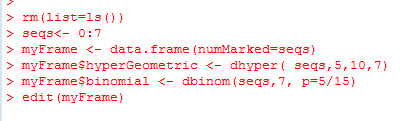 >
> rm(list=ls())
> seqs<- 0:7
> myFrame <- data.frame(numMarked=seqs)
> myFrame$hyperGeometric <- dhyper( seqs,5,10,7)
> myFrame$binomial <- dbinom(seqs,7, p=5/15)
> edit(myFrame)